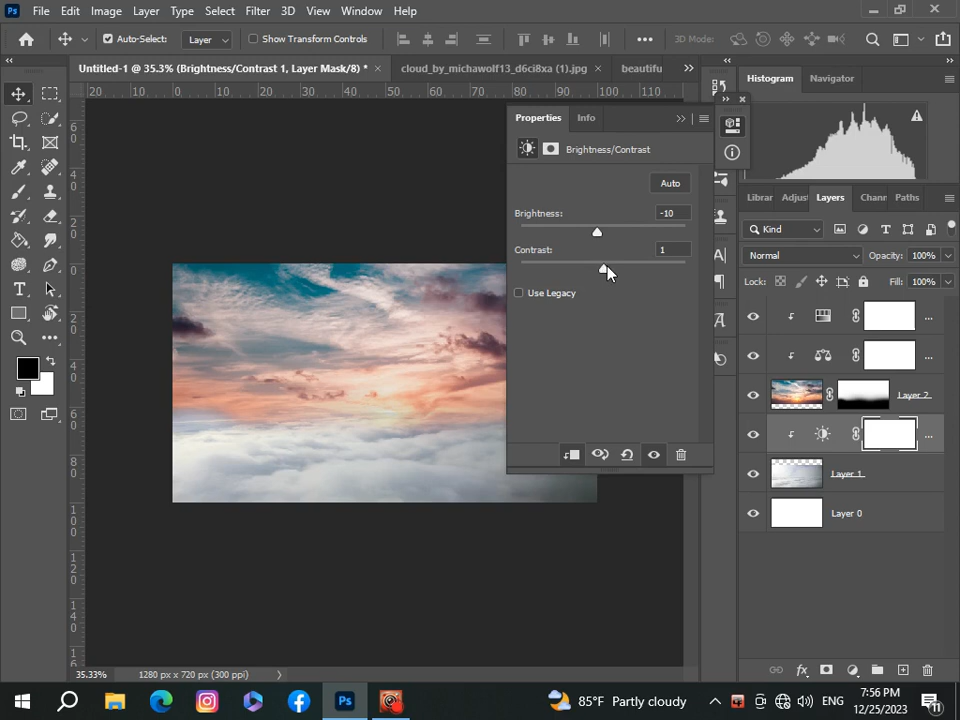 Ps File Edit Image Layer Type Select Filter 3D View Window Help
Auto-Select: Layer Show Transform Controls 3D Mode:
Untitled-1 @ 35.3% (Brightness/Contrast 1, Layer Mask/8) * cloud_by_michawolf13_d6ci8xa (1).jpg beautifu
20 10 0 10 20 30 40 50 60 70 80 90 100 110
Histogram Navigator
Properties Info
Brightness/Contrast
Auto
Brightness: -10
Contrast: 1
Use Legacy
Librar Adjust Layers Chann Paths
Kind
Normal Opacity: 100%
Lock: Fill: 100%
Layer 2
Layer 1
Layer 0
35.33% 1280 px x 720 px (300 ppi)
Ps 85°F Partly cloudy ENG 7:56 PM
12/25/2023 11